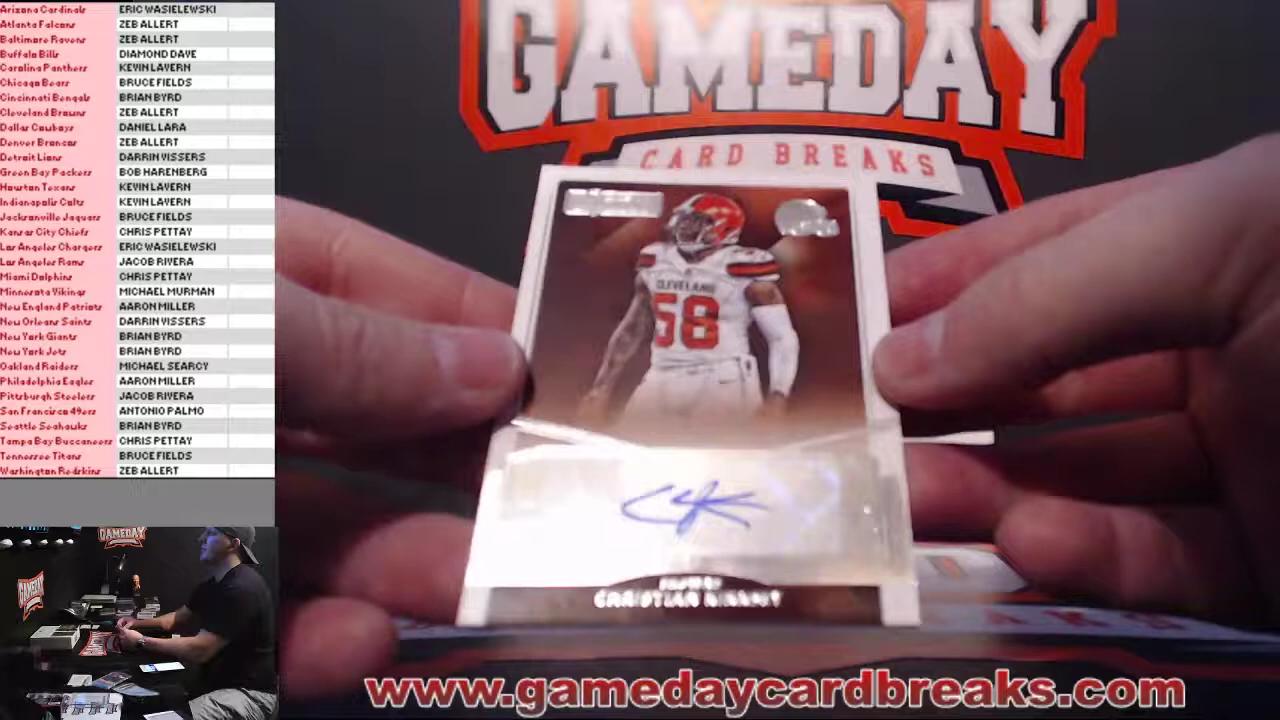 Arizona Cardinals ERIC WASIELEWSKI
Atlanta Falcons ZEB ALLERT
Baltimore Ravens ZEB ALLERT
Buffalo Bills DIAMOND DAVE
Carolina Panthers KEVIN LAVERN
Chicago Bears BRUCE FIELDS
Cincinnati Bengals BRIAN BYRD
Cleveland Browns ZEB ALLERT
Dallas Cowboys DANIEL LARA
Denver Broncos ZEB ALLERT
Detroit Lions DARRIN VISSERS
Green Bay Packers BOB HARENBERG
Houston Texans KEVIN LAVERN
Indianapolis Colts KEVIN LAVERN
Jacksonville Jaguars BRUCE FIELDS
Kansas City Chiefs CHRIS PETTAY
Los Angeles Chargers ERIC WASIELEWSKI
Los Angeles Rams JACOB RIVERA
Miami Dolphins CHRIS PETTAY
Minnesota Vikings MICHAEL MURMAN
New England Patriots AARON MILLER
New Orleans Saints DARRIN VISSERS
New York Giants BRIAN BYRD
New York Jets BRIAN BYRD
Oakland Raiders MICHAEL SEARCY
Philadelphia Eagles AARON MILLER
Pittsburgh Steelers JACOB RIVERA
San Francisco 49ers ANTONIO PALMO
Seattle Seahawks BRIAN BYRD
Tampa Bay Buccaneers CHRIS PETTAY
Tennessee Titans BRUCE FIELDS
Washington Redskins ZEB ALLERT
GAMEDAY
CARD BREAKS
CLEVELAND
58
CHRISTIAN
GAMEDAY
GAMEDAY
www.gamedaycardbreaks.com